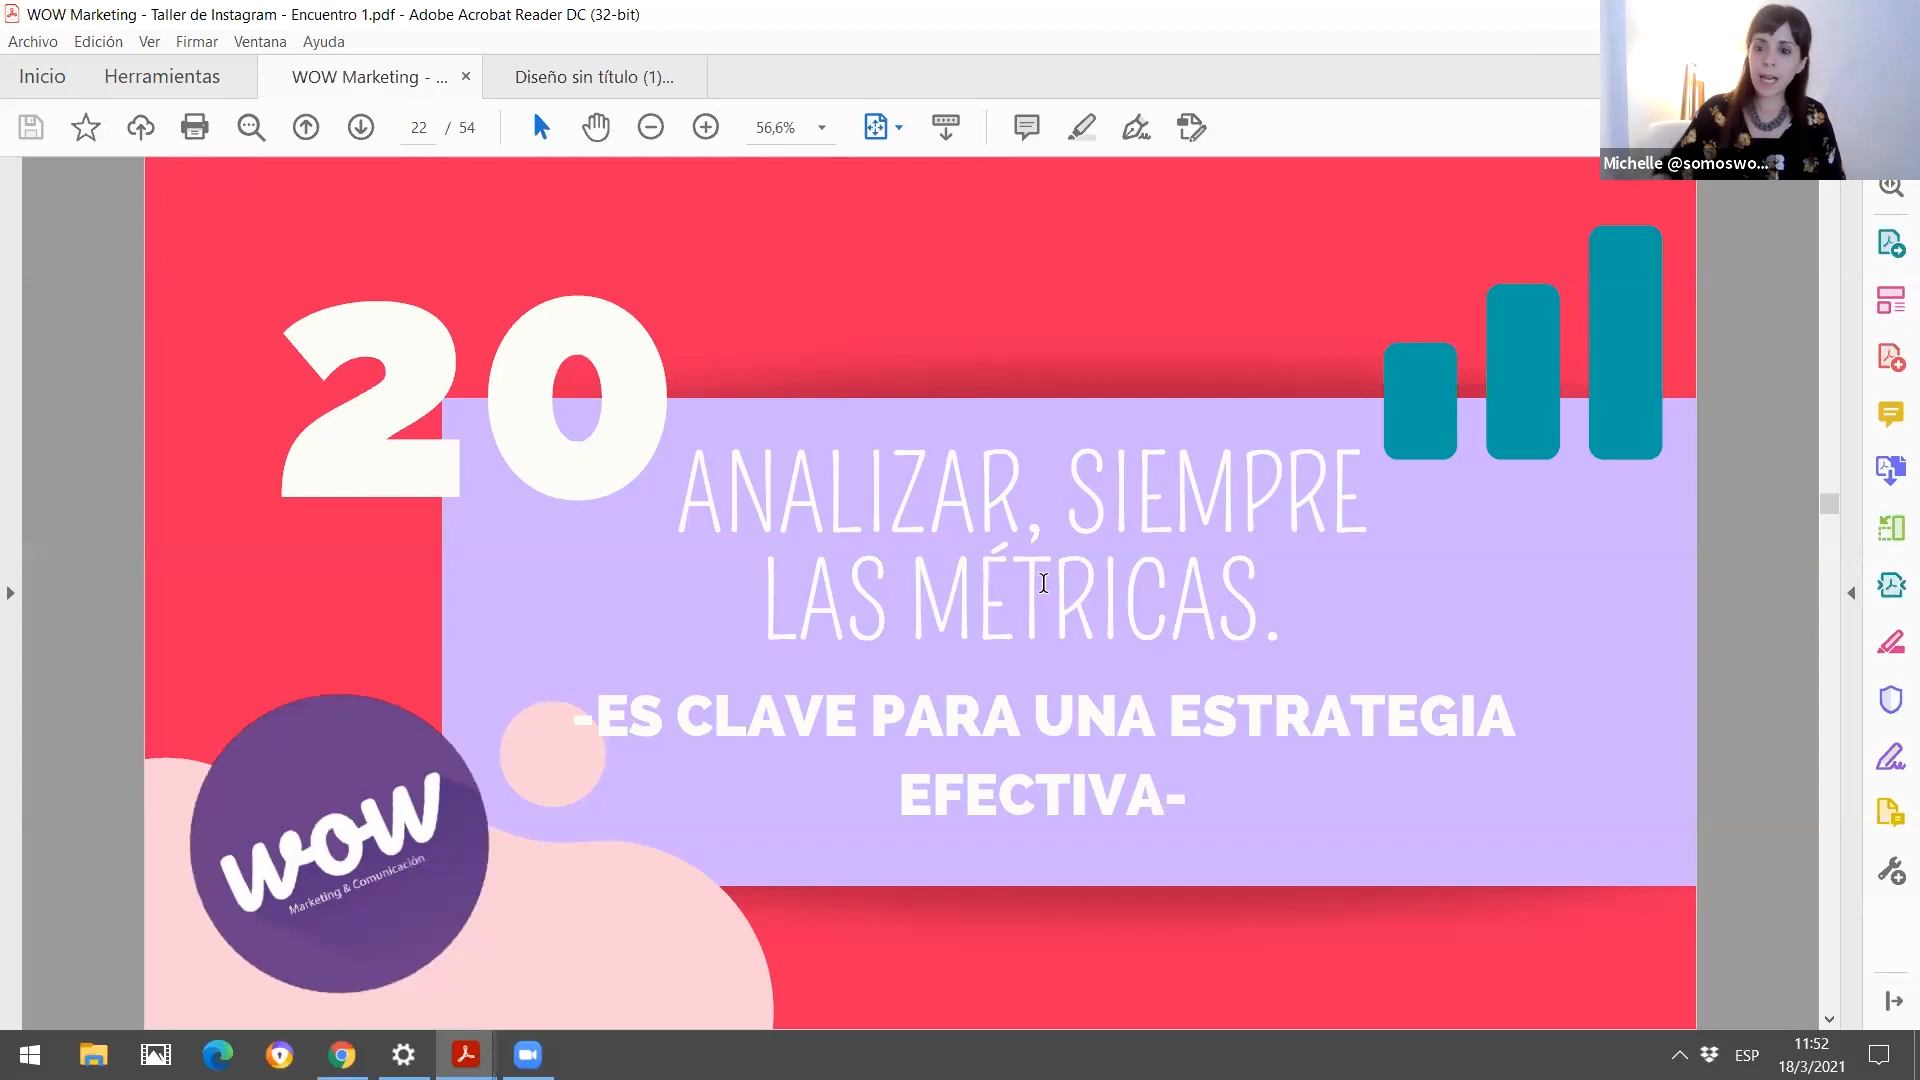 WOW Marketing - Taller de Instagram - Encuentro 1.pdf - Adobe Acrobat Reader DC (32-bit)
Archivo Edición Ver Firmar Ventana Ayuda
Inicio Herramientas WOW Marketing - ... × Diseño sin título (1)...
22 / 54 56,6%
Michelle @somoswo...
20
ANALIZAR, SIEMPRE
LAS MÉTRICAS.
-ES CLAVE PARA UNA ESTRATEGIA
EFECTIVA-
wow
Marketing & Comunicación
ESP
11:52
18/3/2021